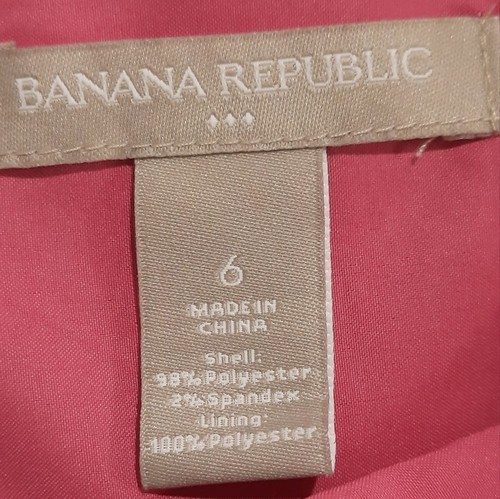 BANANA REPUBLIC
6
MADE IN
CHINA
Shell:
98% Polyester
2% Spandex
Lining:
100% Polyester